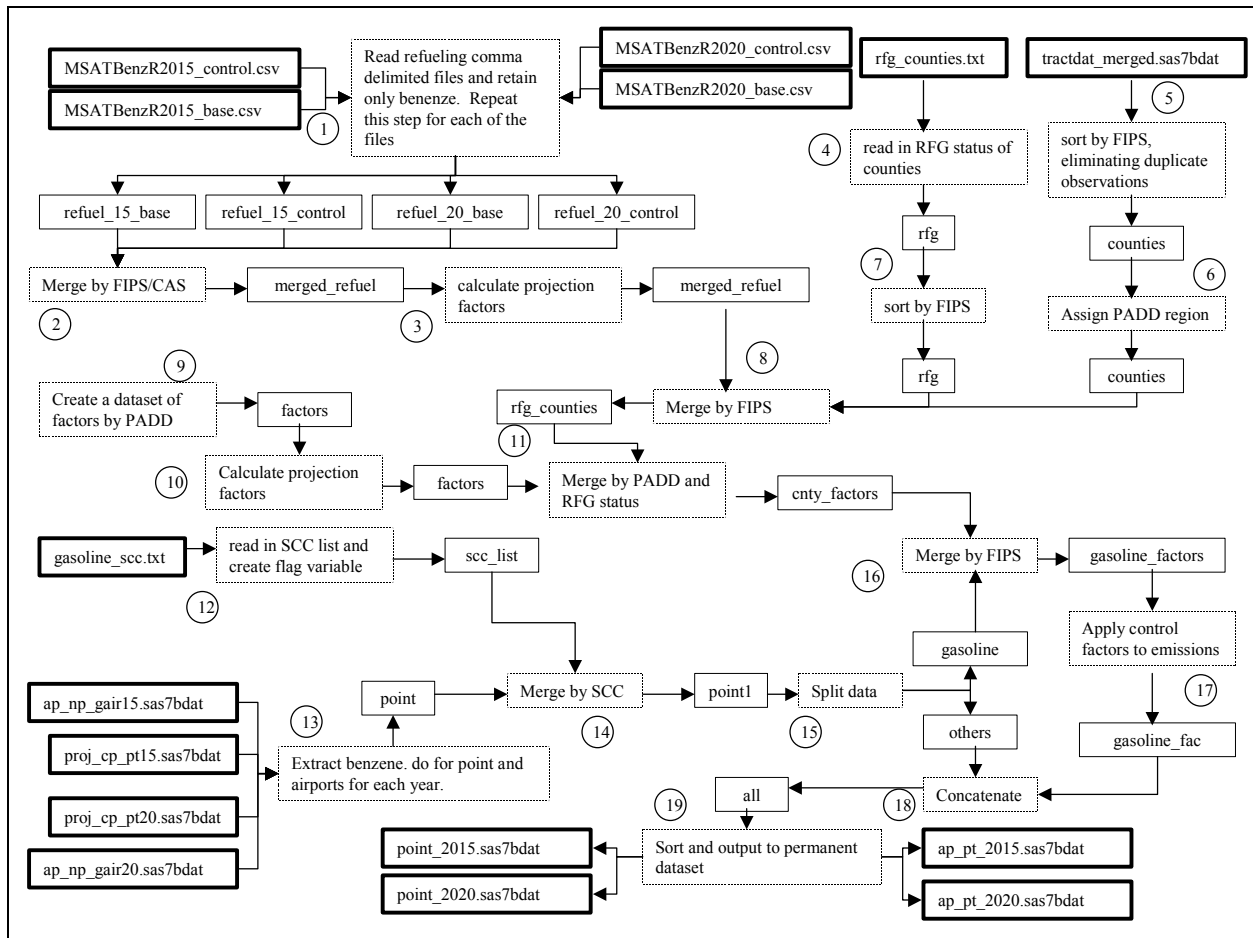 MSATBenzR2015_control.csv
MSATBenzR2015_base.csv
1
Read refueling comma
delimited files and retain
only benenze.  Repeat
this step for each of the
files
MSATBenzR2020_control.csv
MSATBenzR2020_base.csv
rfg_counties.txt
tractdat_merged.sas7bdat
4
read in RFG status of
counties
5
sort by FIPS,
eliminating duplicate
observations
refuel_15_base
refuel_15_control
refuel_20_base
refuel_20_control
rfg
counties
7
6
Merge by FIPS/CAS
merged_refuel
calculate projection
factors
merged_refuel
sort by FIPS
Assign PADD region
2
3
8
rfg
counties
9
Create a dataset of
factors by PADD
factors
rfg_counties
Merge by FIPS
11
10
Calculate projection
factors
factors
Merge by PADD and
RFG status
cnty_factors
gasoline_scc.txt
read in SCC list and
create flag variable
scc_list
Merge by FIPS
gasoline_factors
12
16
gasoline
Apply control
factors to emissions
ap_np_gair15.sas7bdat
13
point
Merge by SCC
point1
Split data
17
14
15
proj_cp_pt15.sas7bdat
Extract benzene. do for point and
airports for each year.
others
gasoline_fac
proj_cp_pt20.sas7bdat
19
all
18
Concatenate
ap_np_gair20.sas7bdat
point_2015.sas7bdat
point_2020.sas7bdat
Sort and output to permanent
dataset
ap_pt_2015.sas7bdat
ap_pt_2020.sas7bdat